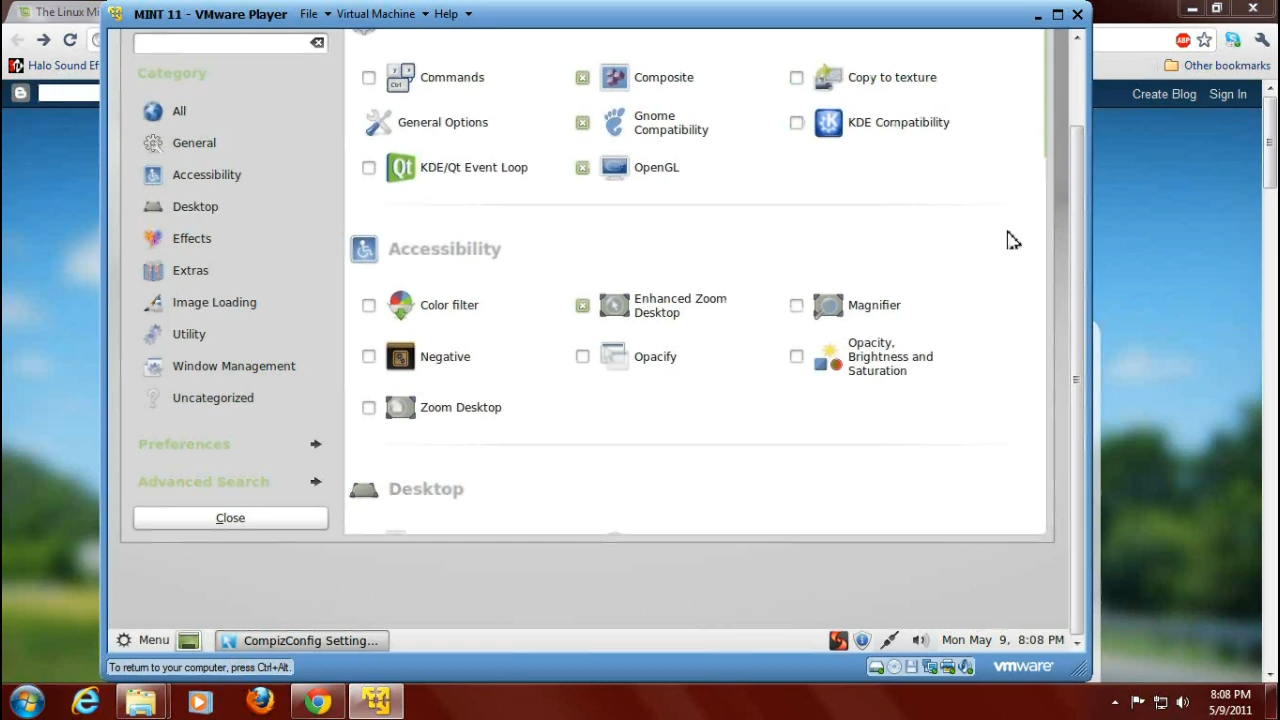 The Linux Mi
MINT 11 - VMware Player File Virtual Machine Help
ABP
Halo Sound Ef
Other bookmarks
Create Blog Sign In
Category
All
General
Accessibility
Desktop
Effects
Extras
Image Loading
Utility
Window Management
Uncategorized
Preferences
Advanced Search
Close
Ctrl
Commands
Composite
Copy to texture
General Options
Gnome
Compatibility
KDE Compatibility
Qt
KDE/Qt Event Loop
OpenGL
Accessibility
Color filter
Enhanced Zoom
Desktop
Magnifier
Negative
Opacify
Opacity,
Brightness and
Saturation
Zoom Desktop
Desktop
Menu
CompizConfig Setting...
Mon May 9, 8:08 PM
To return to your computer, press Ctrl+Alt.
vmware
8:08 PM
5/9/2011